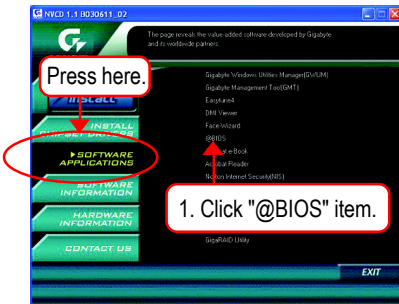 NVCD 1.1 B030611_02
The page reveals the value-added software developed by Gigabyte
and its worldwide partners.
Press here.
INSTALL
SOFTWARE
APPLICATIONS
SOFTWARE
INFORMATION
HARDWARE
INFORMATION
CONTACT US
Gigabyte Windows Utilities Manager(GWUM)
Gigabyte Management Tool(GMT)
Easytune4
DMI Viewer
Face-Wizard
@BIOS
e-Book
Acrobat Reader
Norton Internet Security(NIS)
1. Click "@BIOS" item.
GigaRAID Utility
EXIT